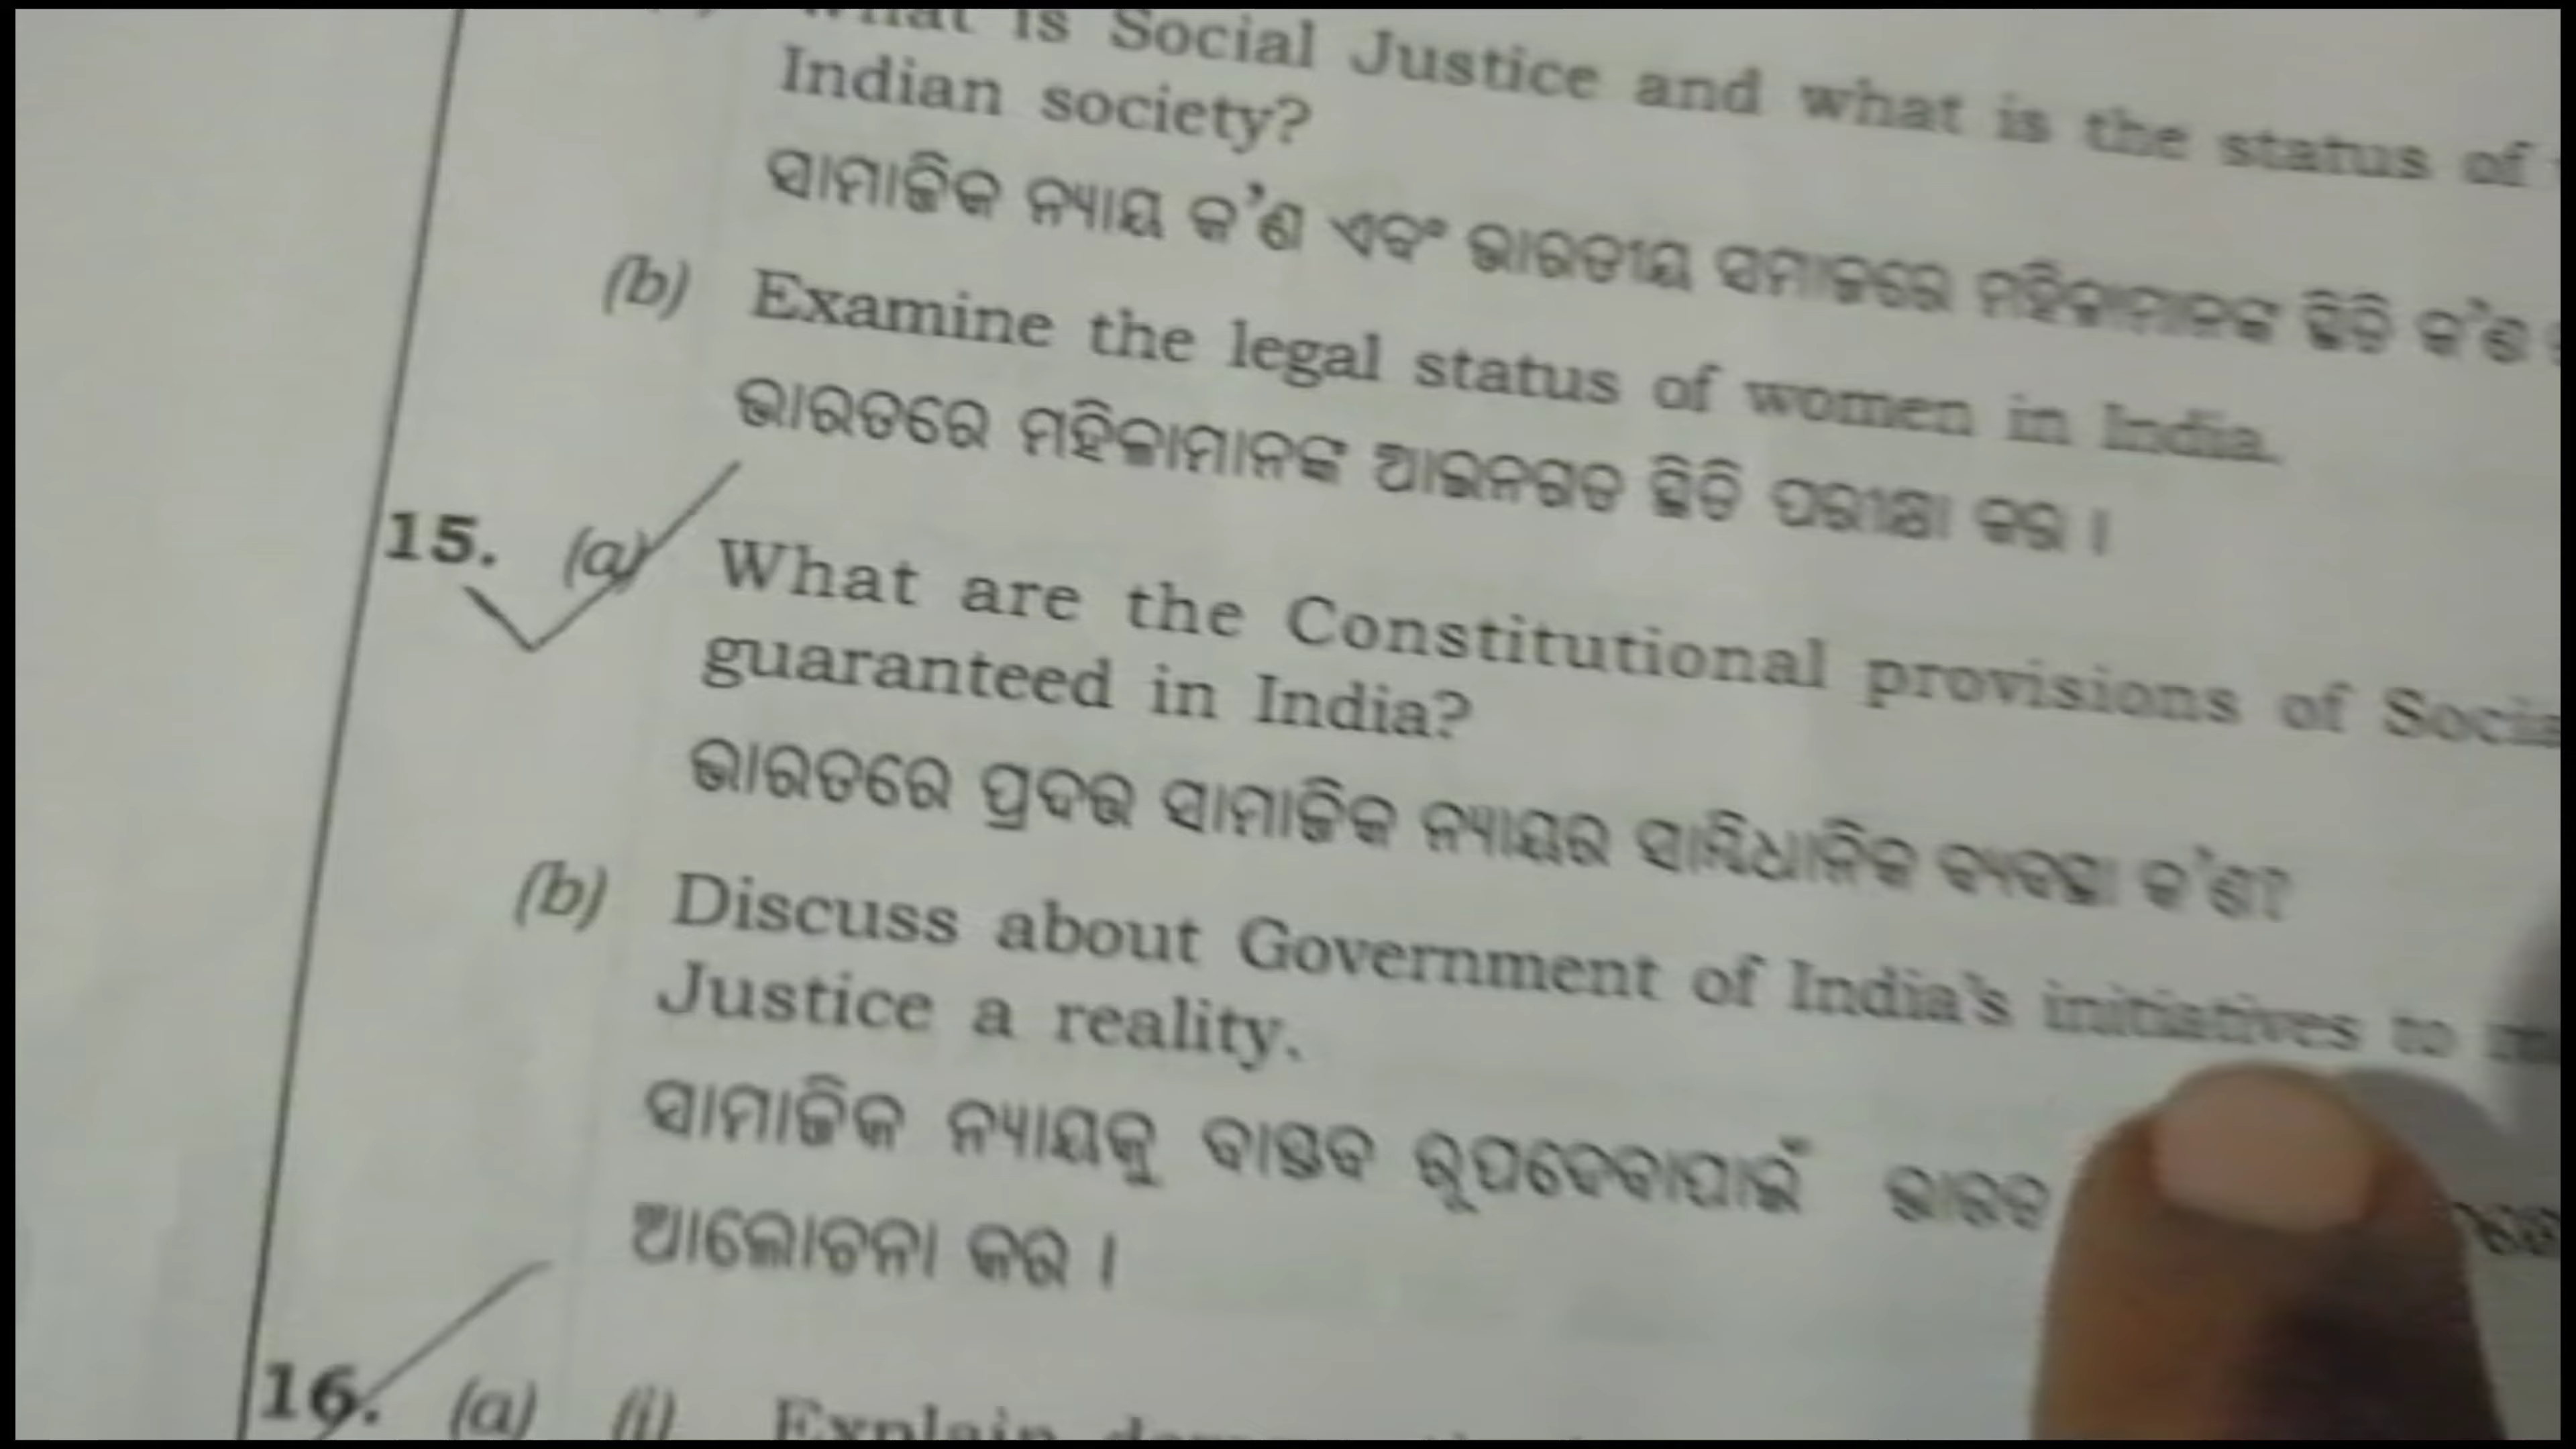 is Social Justice and what is the status of
Indian society?
ସାମାଜିକ ନ୍ୟାୟ କ'ଣ ଏବଂ ଭାରତୀୟ ସମାଜରେ ମହିଳାମାନଙ୍କ ସ୍ଥିତି କ'ଣ
(b) Examine the legal status of women in India.
ଭାରତରେ ମହିଳାମାନଙ୍କ ଆଇନଗତ ସ୍ଥିତି ପରୀକ୍ଷା କର ।
15. (a) What are the Constitutional provisions of
guaranteed in India?
ଭାରତରେ ପ୍ରଦତ୍ତ ସାମାଜିକ ନ୍ୟାୟର ସାମ୍ବିଧାନିକ ବ୍ୟବସ୍ଥା କ'ଣ?
(b) Discuss about Government of India's initiatives to
Justice a reality.
ସାମାଜିକ ନ୍ୟାୟକୁ ବାସ୍ତବ ରୂପଦେବାପାଇଁ ଭାରତ
ଆଲୋଚନା କର ।
16. (a) (i) Explain